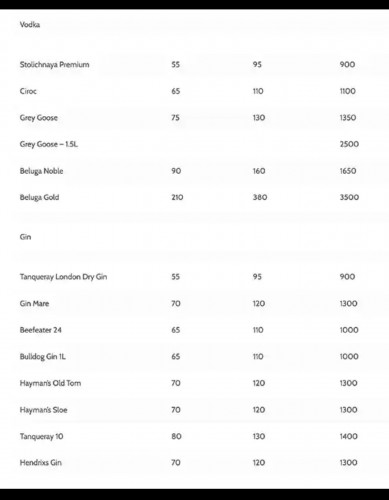 Vodka
Stolichnaya Premium 55 95 900
Ciroc 65 110 1100
Grey Goose 75 130 1350
Grey Goose – 1.5L 2500
Beluga Noble 90 160 1650
Beluga Gold 210 380 3500
Gin
Tanqueray London Dry Gin 55 95 900
Gin Mare 70 120 1300
Beefeater 24 65 110 1000
Bulldog Gin 1L 65 110 1000
Hayman's Old Tom 70 120 1300
Hayman's Sloe 70 120 1300
Tanqueray 10 80 130 1400
Hendrixs Gin 70 120 1300